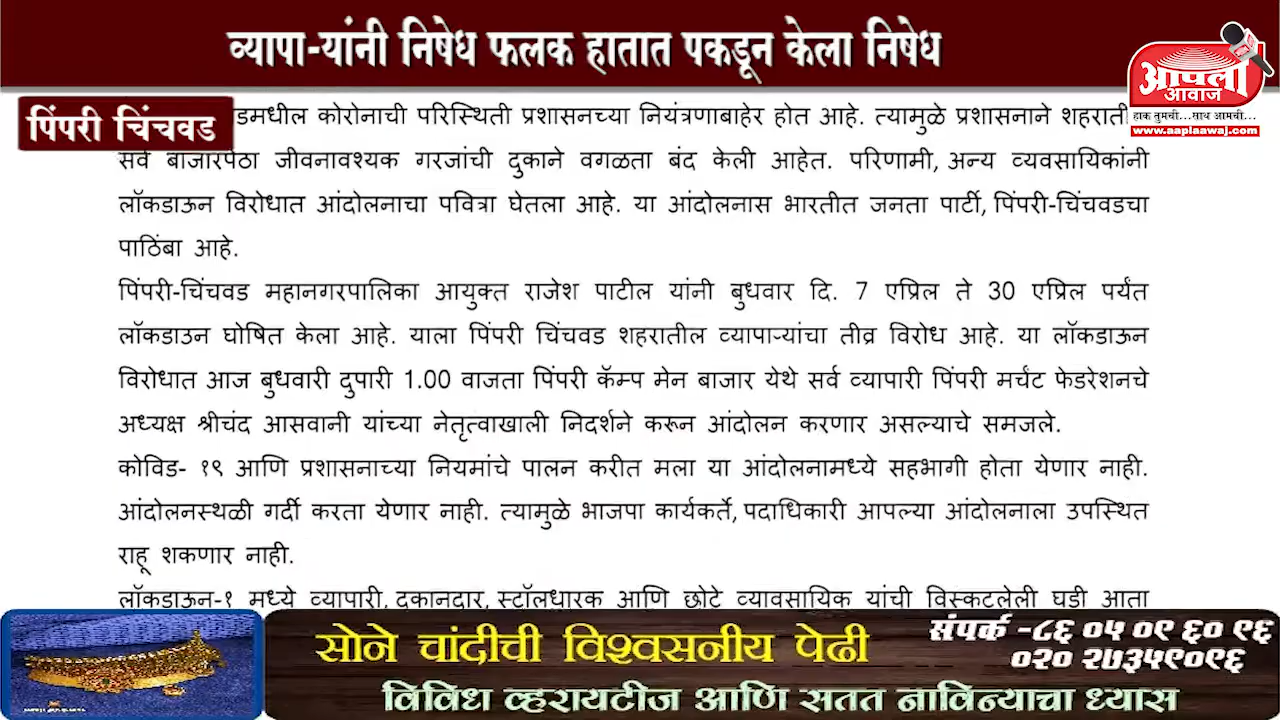 व्यापा-यांनी निषेध फलक हातात पकडून केला निषेध
आपला
आवाज
हाक तुमची...साथ आमची...
www.aaplaawaj.com
पिंपरी चिंचवड
डमधील कोरोनाची परिस्थिती प्रशासनच्या नियंत्रणाबाहेर होत आहे. त्यामुळे प्रशासनाने शहराती
सर्व बाजारपेठा जीवनावश्यक गरजांची दुकाने वगळता बंद केली आहेत. परिणामी, अन्य व्यवसायिकांनी
लॉकडाऊन विरोधात आंदोलनाचा पवित्रा घेतला आहे. या आंदोलनास भारतीत जनता पार्टी, पिंपरी-चिंचवडचा
पाठिंबा आहे.
पिंपरी-चिंचवड महानगरपालिका आयुक्त राजेश पाटील यांनी बुधवार दि. 7 एप्रिल ते 30 एप्रिल पर्यंत
लॉकडाउन घोषित केला आहे. याला पिंपरी चिंचवड शहरातील व्यापाऱ्यांचा तीव्र विरोध आहे. या लॉकडाऊन
विरोधात आज बुधवारी दुपारी 1.00 वाजता पिंपरी कॅम्प मेन बाजार येथे सर्व व्यापारी पिंपरी मर्चंट फेडरेशनचे
अध्यक्ष श्रीचंद आसवानी यांच्या नेतृत्वाखाली निदर्शने करून आंदोलन करणार असल्याचे समजले.
कोविड- १९ आणि प्रशासनाच्या नियमांचे पालन करीत मला या आंदोलनामध्ये सहभागी होता येणार नाही.
आंदोलनस्थळी गर्दी करता येणार नाही. त्यामुळे भाजपा कार्यकर्ते, पदाधिकारी आपल्या आंदोलनाला उपस्थित
राहू शकणार नाही.
लॉकडाऊन-१ मध्ये व्यापारी, दुकानदार, स्टॉलधारक आणि छोटे व्यावसायिक यांची विस्कटलेली घडी आता
सोने चांदीची विश्वसनीय पेढी
संपर्क -८६ ०५ ०९ ६० ९६
०२० २७३५९०९६
विविध व्हरायटीज आणि सतत नाविन्याचा ध्यास